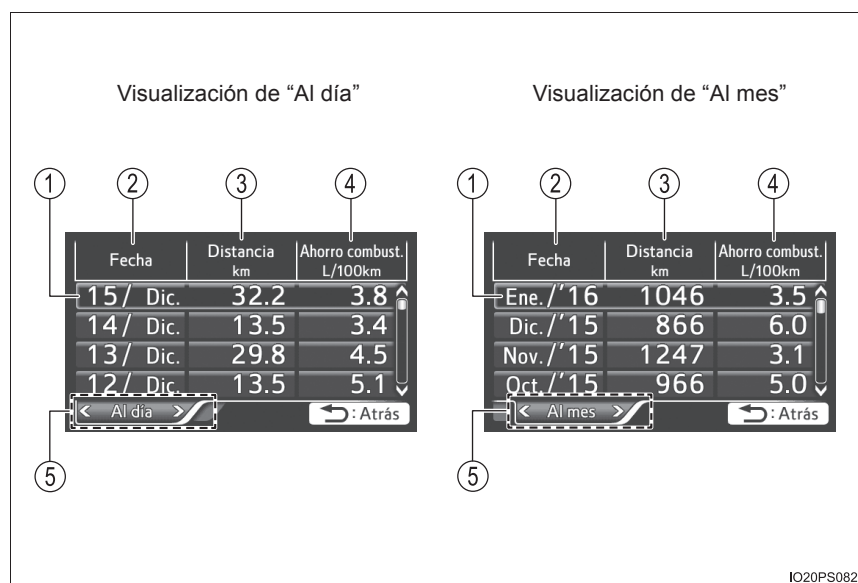 Visualización de “Al día”
Visualización de “Al mes”
1 2 3 4
1 2 3 4
Fecha Distancia km Ahorro combust. L/100km
15/ Dic. 32.2 3.8
14/ Dic. 13.5 3.4
13/ Dic. 29.8 4.5
12/ Dic. 13.5 5.1
Al día : Atrás
5
Fecha Distancia km Ahorro combust. L/100km
Ene./’16 1046 3.5
Dic./’15 866 6.0
Nov./’15 1247 3.1
Oct./’15 966 5.0
Al mes : Atrás
5
IO20PS082